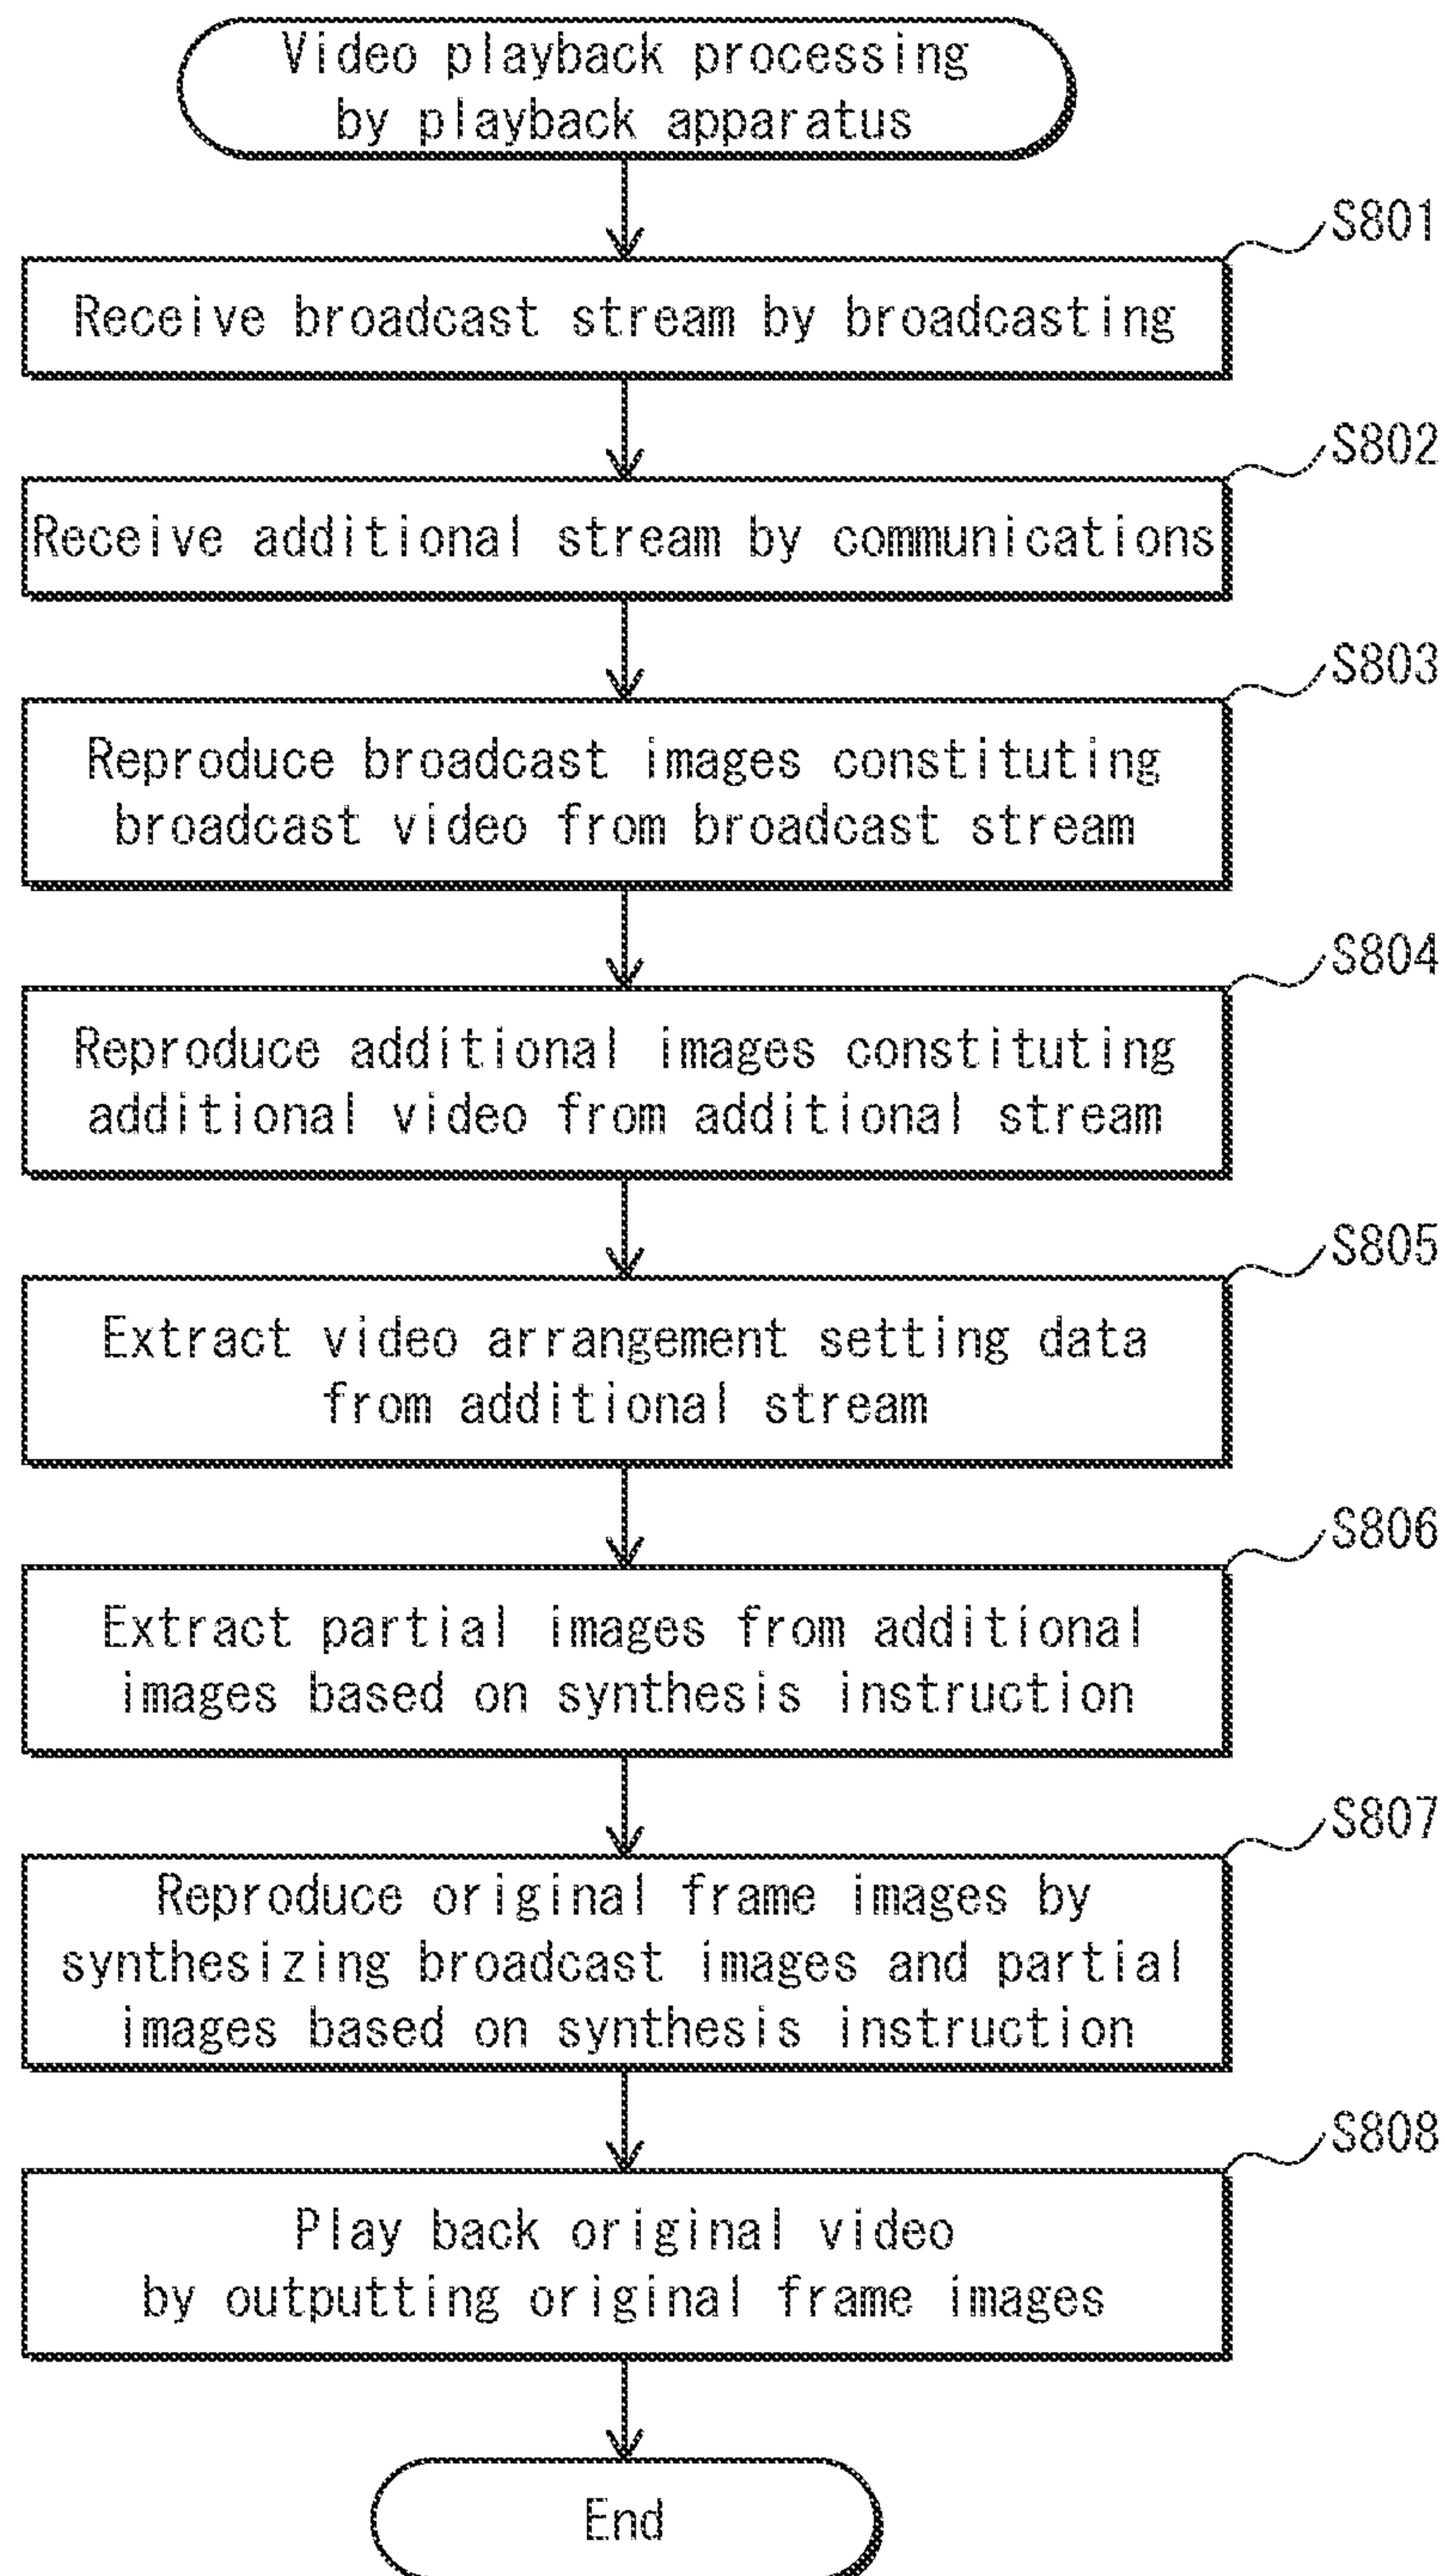 Video playback processing
by playback apparatus
S801
Receive broadcast stream by broadcasting
S802
Receive additional stream by communications
S803
Reproduce broadcast images constituting
broadcast video from broadcast stream
S804
Reproduce additional images constituting
additional video from additional stream
S805
Extract video arrangement setting data
from additional stream
S806
Extract partial images from additional
images based on synthesis instruction
S807
Reproduce original frame images by
synthesizing broadcast images and partial
images based on synthesis instruction
S808
Play back original video
by outputting original frame images
End